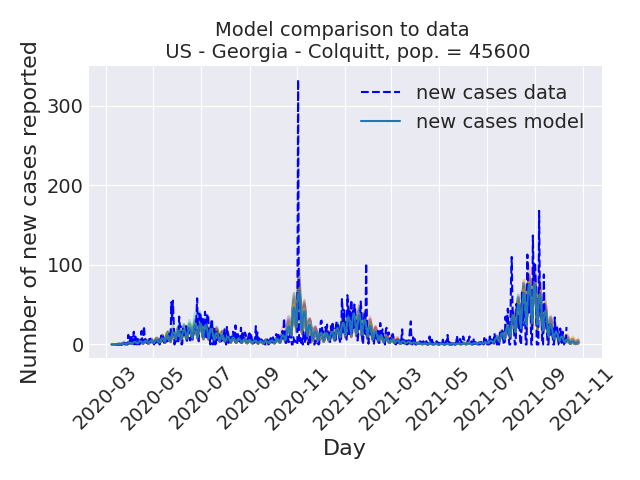 Model comparison to data
US - Georgia - Colquitt, pop. = 45600
Number of new cases reported
300
200
100
0
new cases data
new cases model
2020-03
2020-05
2020-07
2020-09
2020-11
2021-01
2021-03
2021-05
2021-07
2021-09
2021-11
Day